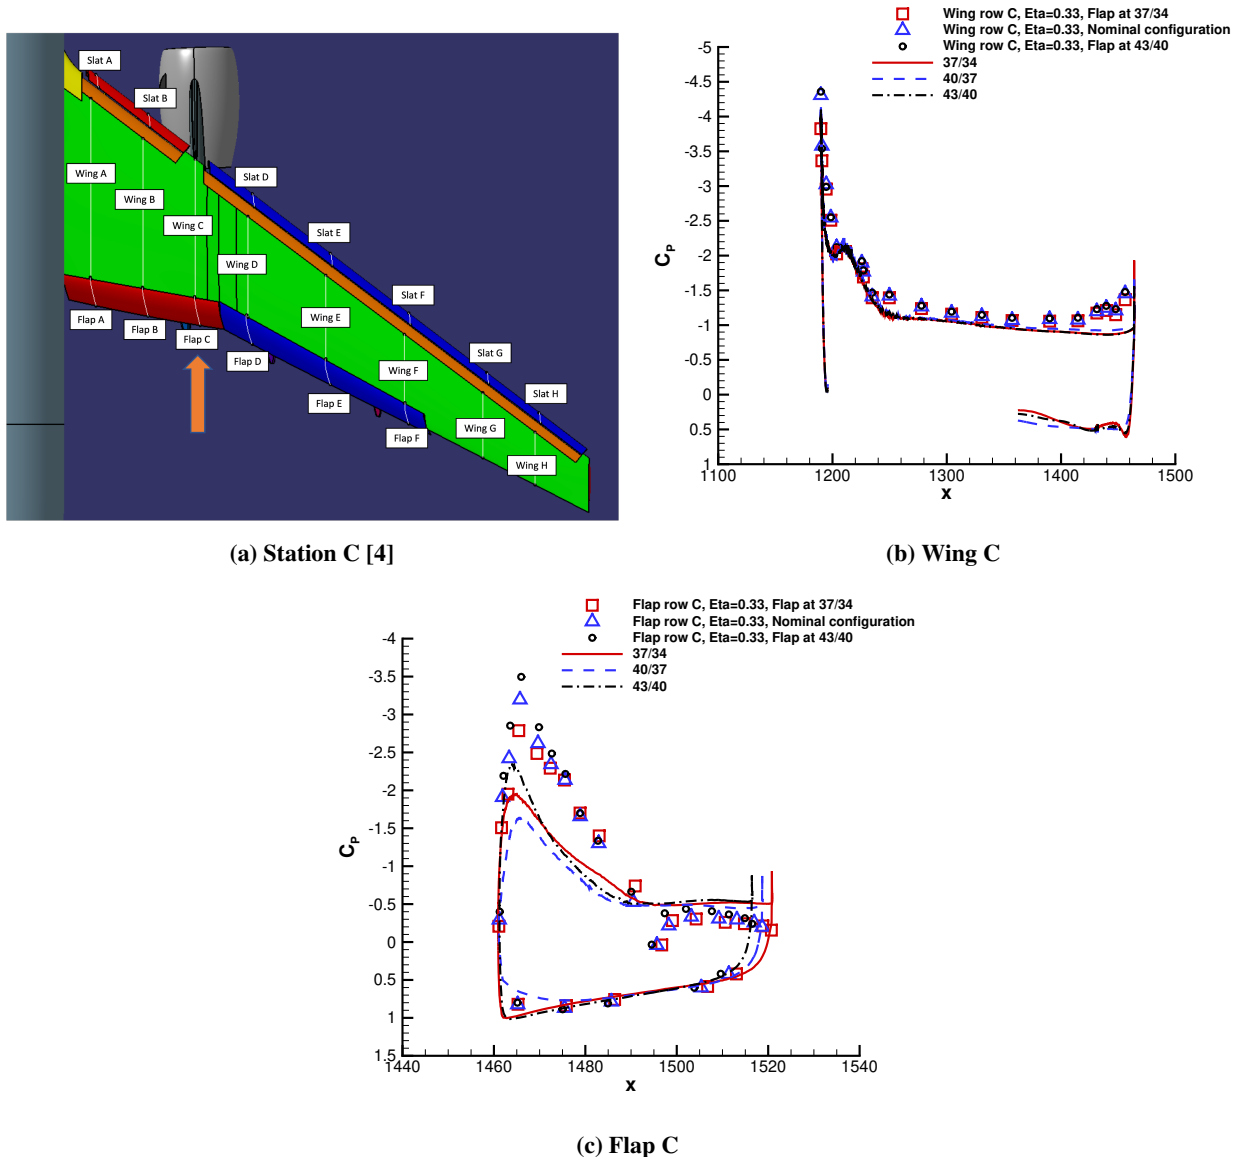 Slat A
Slat B
Wing A
Wing B
Wing C
Slat D
Slat E
Wing D
Slat F
Flap A
Flap B
Flap C
Wing E
Flap D
Slat G
Wing F
Slat H
Flap E
Wing G
Flap F
Wing H
(a) Station C [4]
Wing row C, Eta=0.33, Flap at 37/34
Wing row C, Eta=0.33, Nominal configuration
Wing row C, Eta=0.33, Flap at 43/40
37/34
40/37
43/40
-5
-4.5
-4
-3.5
-3
-2.5
-2
-1.5
-1
-0.5
0
0.5
1
CP
1100
1200
1300
1400
1500
x
(b) Wing C
Flap row C, Eta=0.33, Flap at 37/34
Flap row C, Eta=0.33, Nominal configuration
Flap row C, Eta=0.33, Flap at 43/40
37/34
40/37
43/40
-4
-3.5
-3
-2.5
-2
-1.5
-1
-0.5
0
0.5
1
1.5
CP
1440
1460
1480
1500
1520
1540
x
(c) Flap C